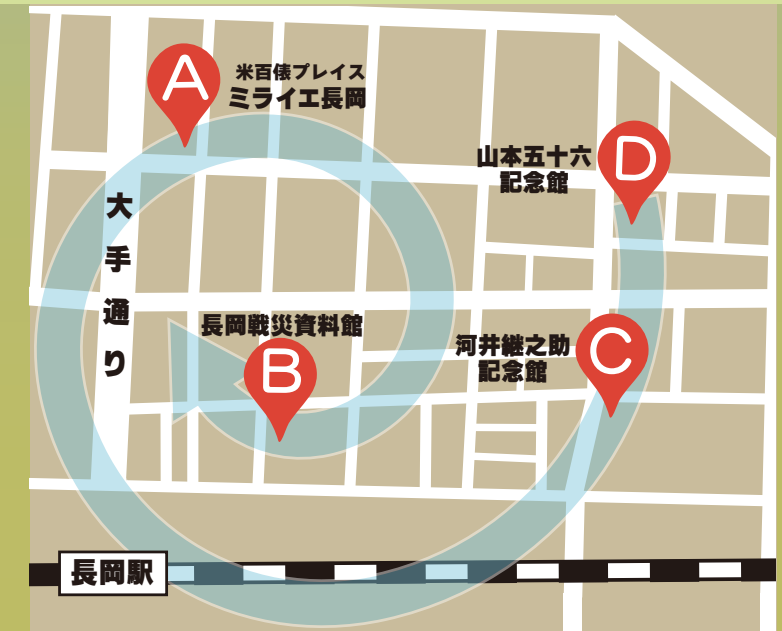 A
米百俵プレイス
ミライエ長岡
D
山本五十六
記念館
大手通り
長岡戦災資料館
B
C
河井継之助
記念館
長岡駅